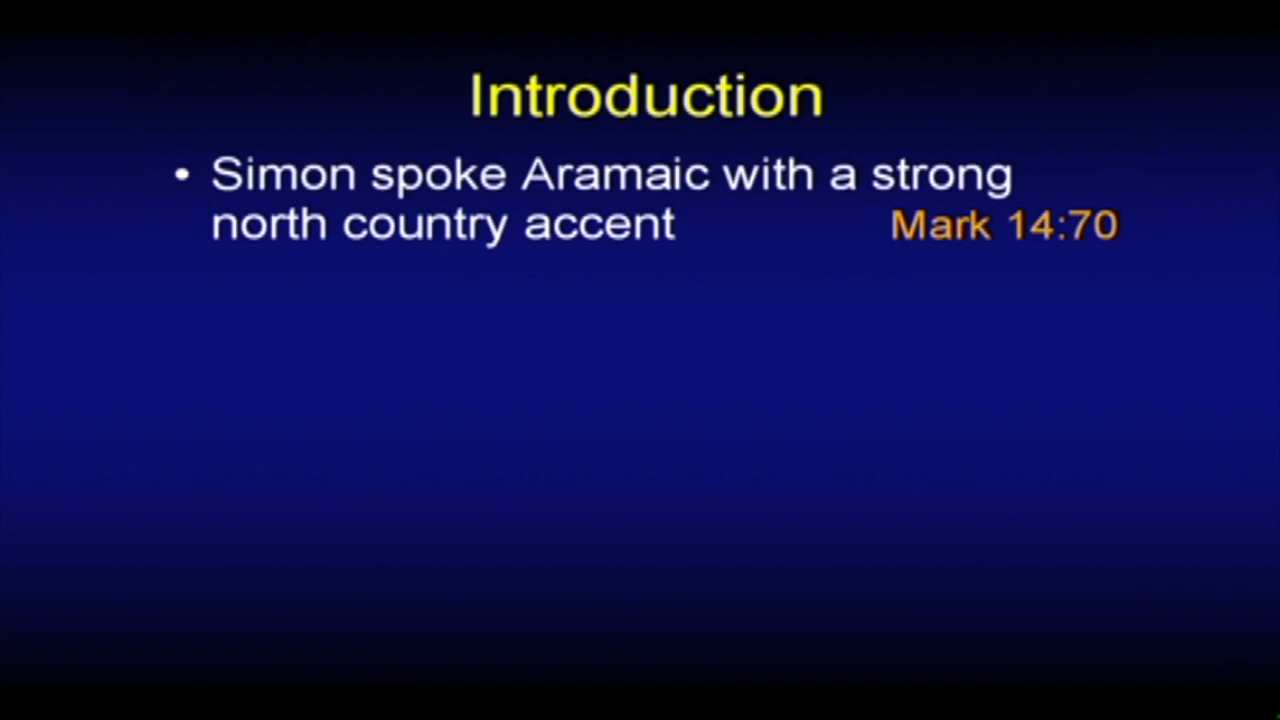 Introduction
• Simon spoke Aramaic with a strong
north country accent Mark 14:70